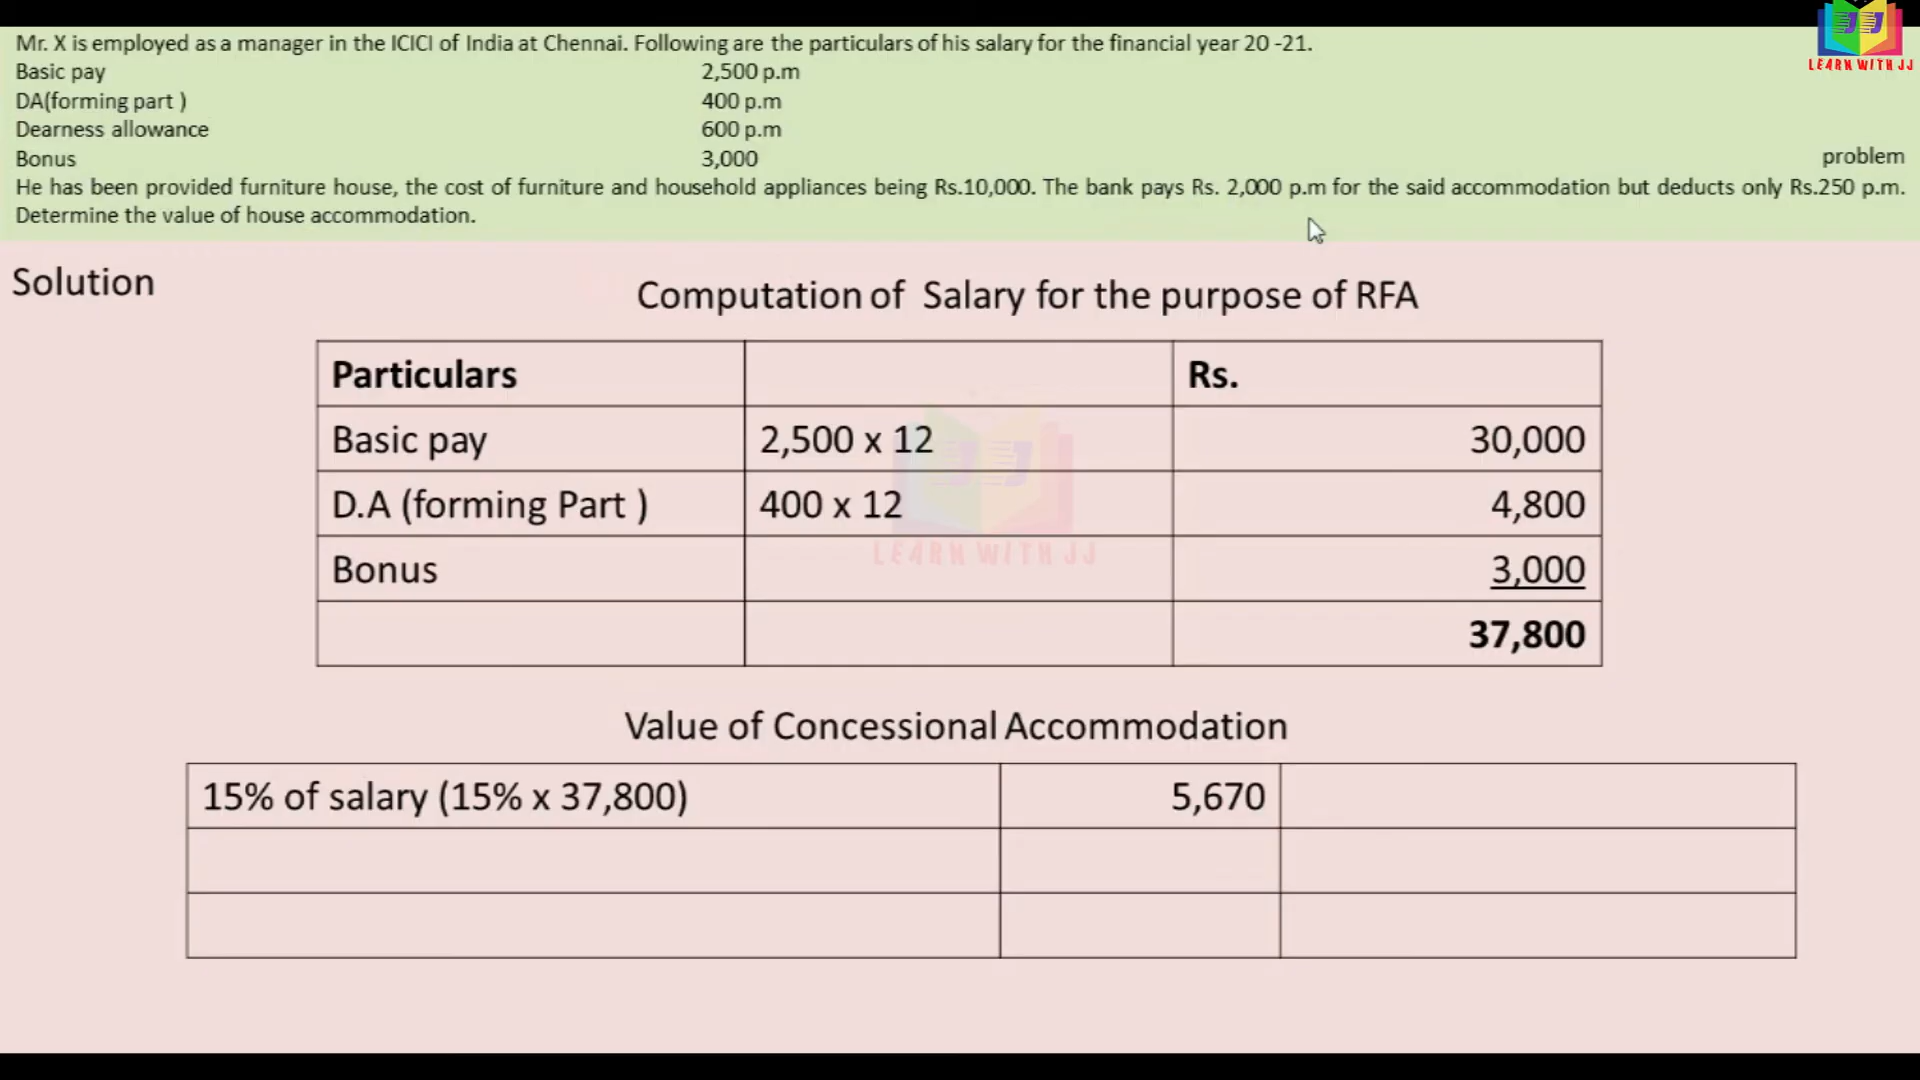 LEARN WITH JJ
Mr. X is employed as a manager in the ICICI of India at Chennai. Following are the particulars of his salary for the financial year 20 -21.
Basic pay 2,500 p.m
DA(forming part ) 400 p.m
Dearness allowance 600 p.m
Bonus 3,000 problem
He has been provided furniture house, the cost of furniture and household appliances being Rs.10,000. The bank pays Rs. 2,000 p.m for the said accommodation but deducts only Rs.250 p.m.
Determine the value of house accommodation.
Solution
Computation of Salary for the purpose of RFA
Particulars Rs.
Basic pay 2,500 x 12 30,000
D.A (forming Part ) 400 x 12 4,800
LEARN WITH JJ
Bonus 3,000
37,800
Value of Concessional Accommodation
15% of salary (15% x 37,800) 5,670